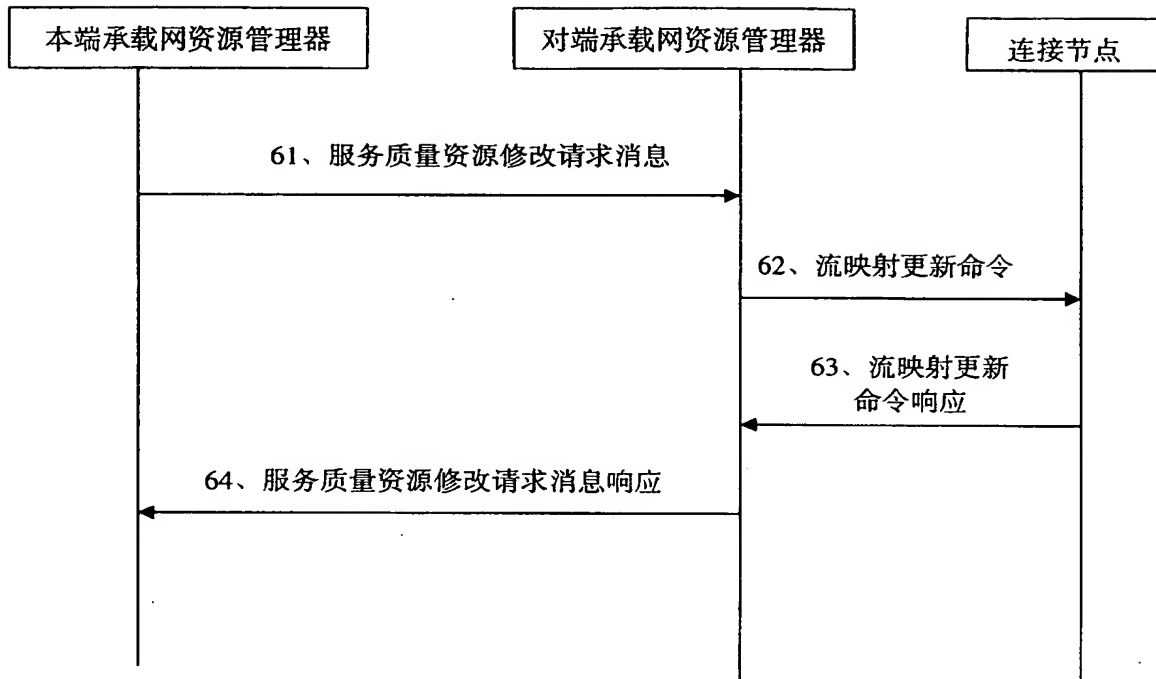 本端承载网资源管理器
对端承载网资源管理器
连接节点
61、服务质量资源修改请求消息
62、流映射更新命令
63、流映射更新
命令响应
64、服务质量资源修改请求消息响应